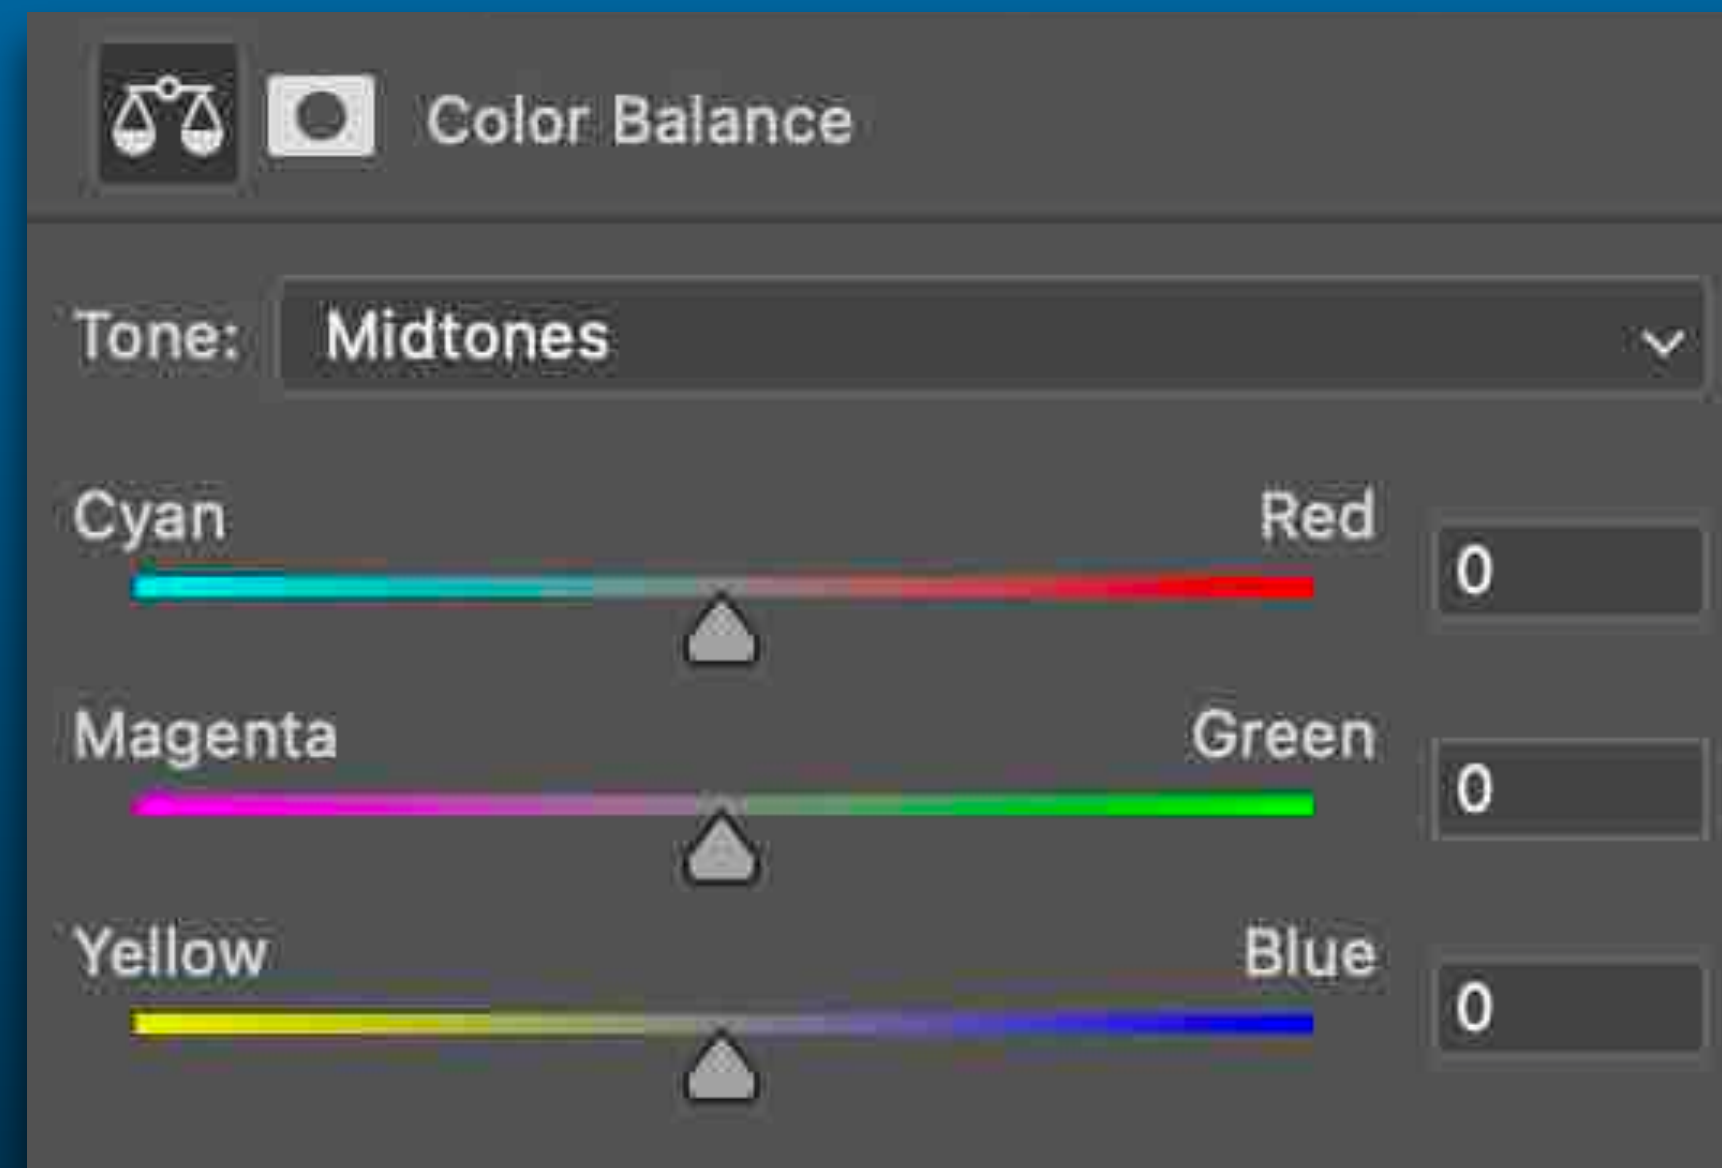 Color Balance
Tone: Midtones
Cyan Red 0
Magenta Green 0
Yellow Blue 0